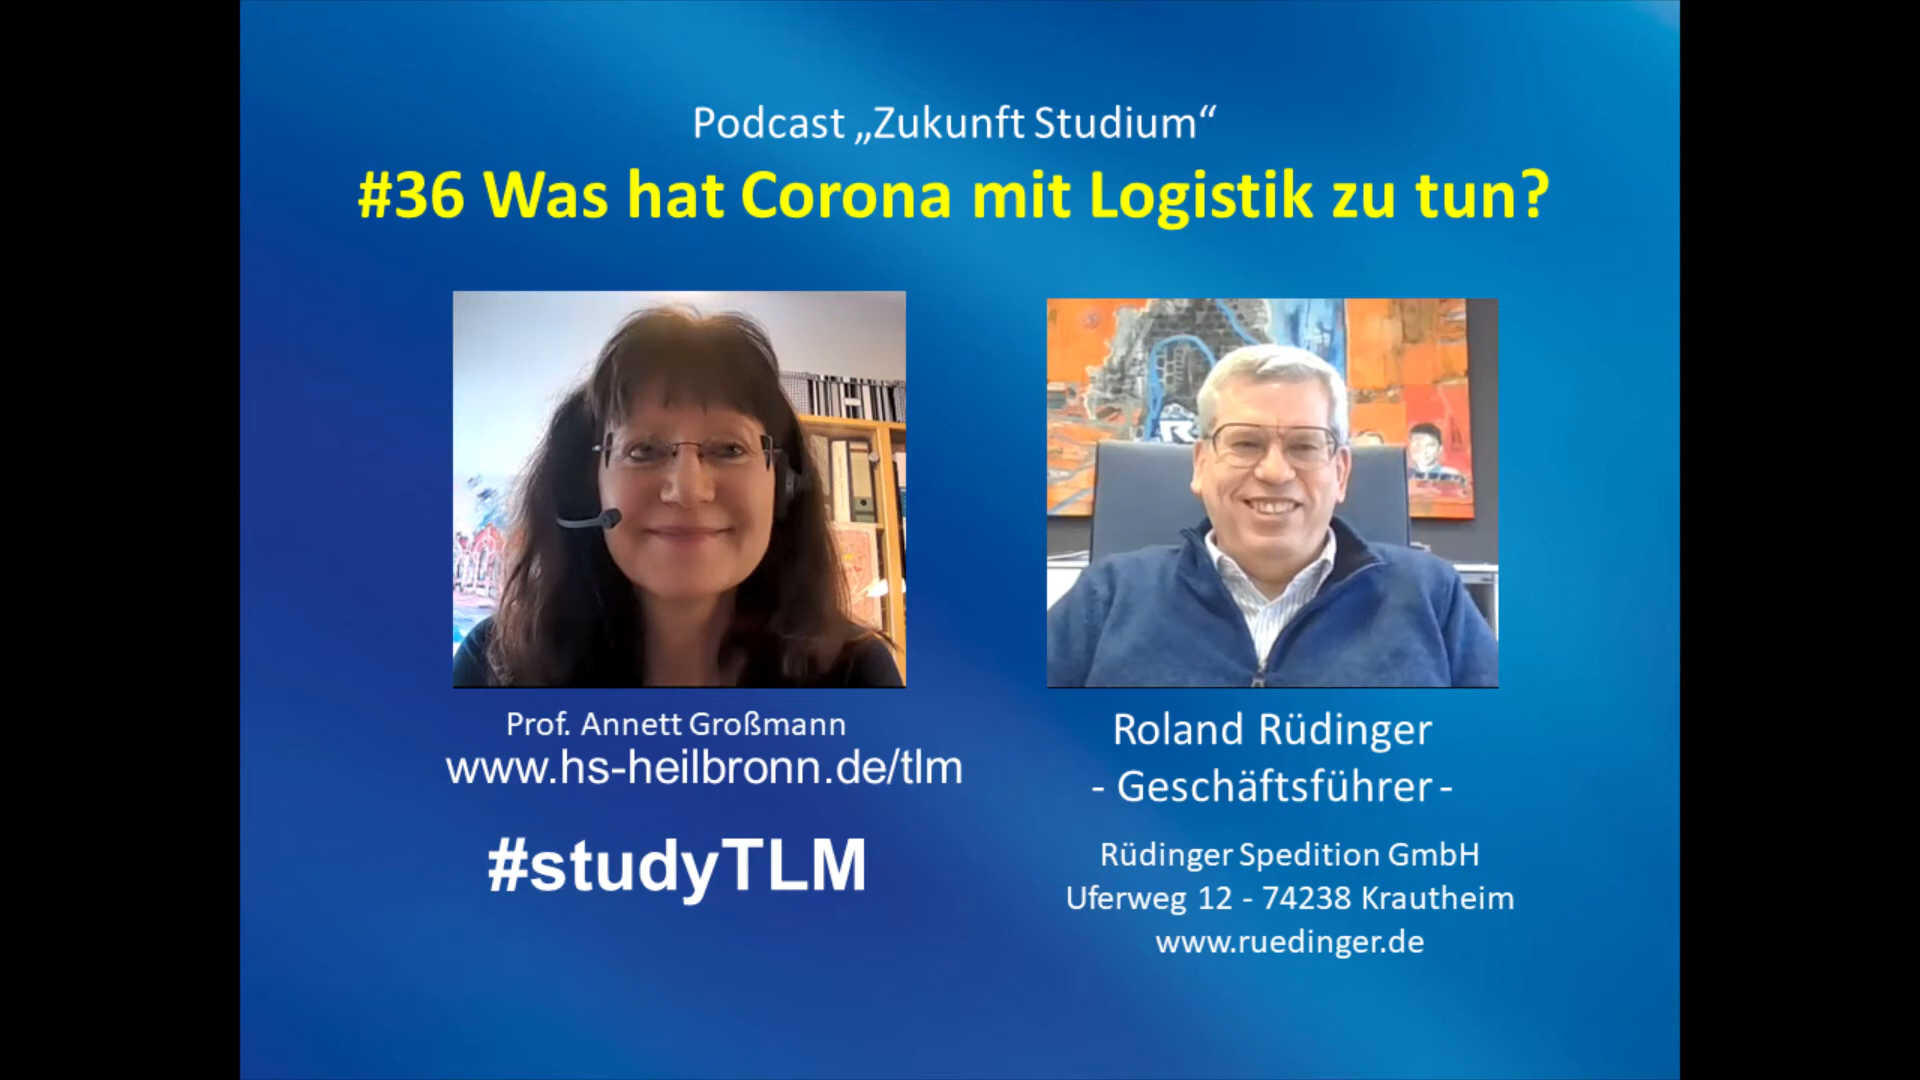 Podcast „Zukunft Studium“
#36 Was hat Corona mit Logistik zu tun?
R
Prof. Annett Großmann
www.hs-heilbronn.de/tlm
#studyTLM
Roland Rüdinger
- Geschäftsführer -
Rüdinger Spedition GmbH
Uferweg 12 - 74238 Krautheim
www.ruedinger.de